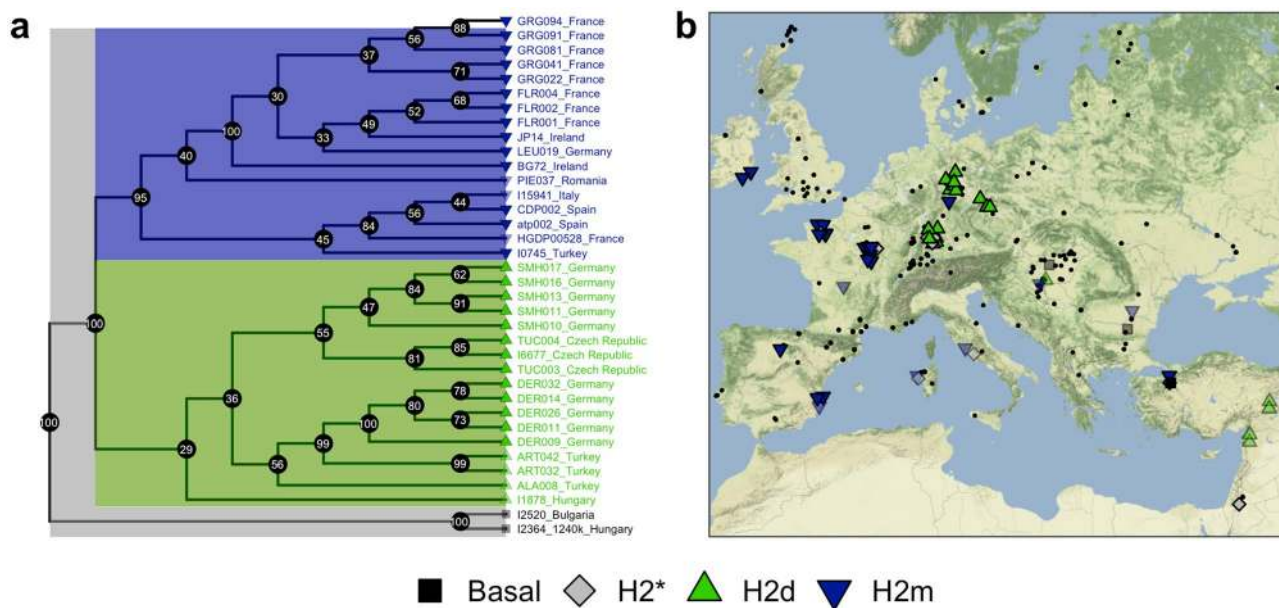 a
b
GRG094_France
88
GRG091_France
56
GRG081_France
37
GRG041_France
71
GRG022_France
30
FLR004_France
68
FLR002_France
52
FLR001_France
49
100
JP14_Ireland
33
LEU019_Germany
40
BG72_Ireland
PIE037_Romania
95
I15941_Italy
44
CDP002_Spain
56
atp002_Spain
84
HGDP00528_France
45
I0745_Turkey
SMH017_Germany
62
SMH016_Germany
84
SMH013_Germany
91
SMH011_Germany
47
SMH010_Germany
100
55
TUC004_Czech Republic
85
I6677_Czech Republic
81
TUC003_Czech Republic
36
DER032_Germany
78
DER014_Germany
80
DER026_Germany
73
DER011_Germany
100
DER009_Germany
99
29
ART042_Turkey
99
ART032_Turkey
56
ALA008_Turkey
I1878_Hungary
100
I2520_Bulgaria
100
I2364_1240k_Hungary
Basal H2* H2d H2m